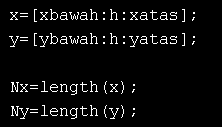 x=[xbawah:h:xatas];
y=[ybawah:h:yatas];
Nx=length(x);
Ny=length(y);